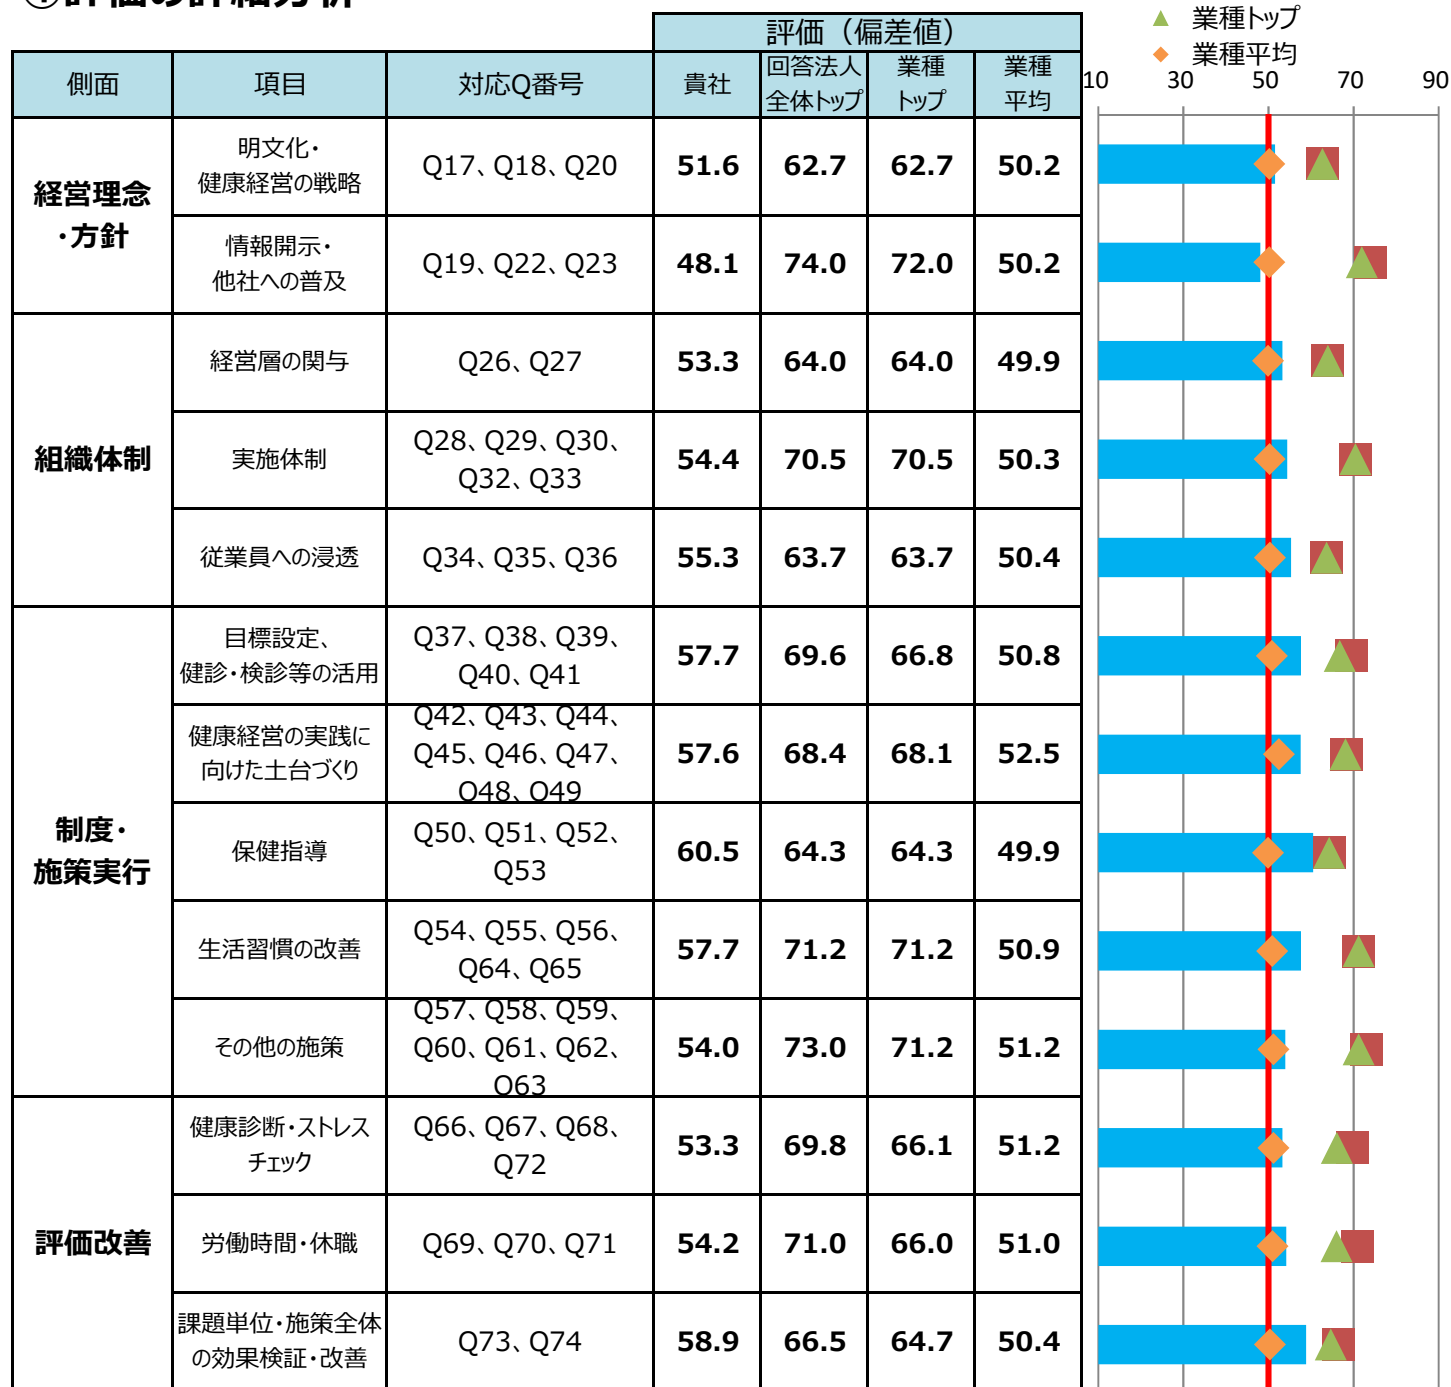 ④評価の詳細分析
評価（偏差値）
側面 項目 対応Q番号 貴社 回答法人全体トップ 業種トップ 業種平均
経営理念・方針
明文化・健康経営の戦略 Q17、Q18、Q20 51.6 62.7 62.7 50.2
情報開示・他社への普及 Q19、Q22、Q23 48.1 74.0 72.0 50.2
組織体制
経営層の関与 Q26、Q27 53.3 64.0 64.0 49.9
実施体制 Q28、Q29、Q30、Q32、Q33 54.4 70.5 70.5 50.3
従業員への浸透 Q34、Q35、Q36 55.3 63.7 63.7 50.4
制度・施策実行
目標設定、健診・検診等の活用 Q37、Q38、Q39、Q40、Q41 57.7 69.6 66.8 50.8
健康経営の実践に向けた土台づくり Q42、Q43、Q44、Q45、Q46、Q47、Q48、Q49 57.6 68.4 68.1 52.5
保健指導 Q50、Q51、Q52、Q53 60.5 64.3 64.3 49.9
生活習慣の改善 Q54、Q55、Q56、Q64、Q65 57.7 71.2 71.2 50.9
その他の施策 Q57、Q58、Q59、Q60、Q61、Q62、Q63 54.0 73.0 71.2 51.2
評価改善
健康診断・ストレスチェック Q66、Q67、Q68、Q72 53.3 69.8 66.1 51.2
労働時間・休職 Q69、Q70、Q71 54.2 71.0 66.0 51.0
課題単位・施策全体の効果検証・改善 Q73、Q74 58.9 66.5 64.7 50.4
業種トップ
業種平均
10 30 50 70 90